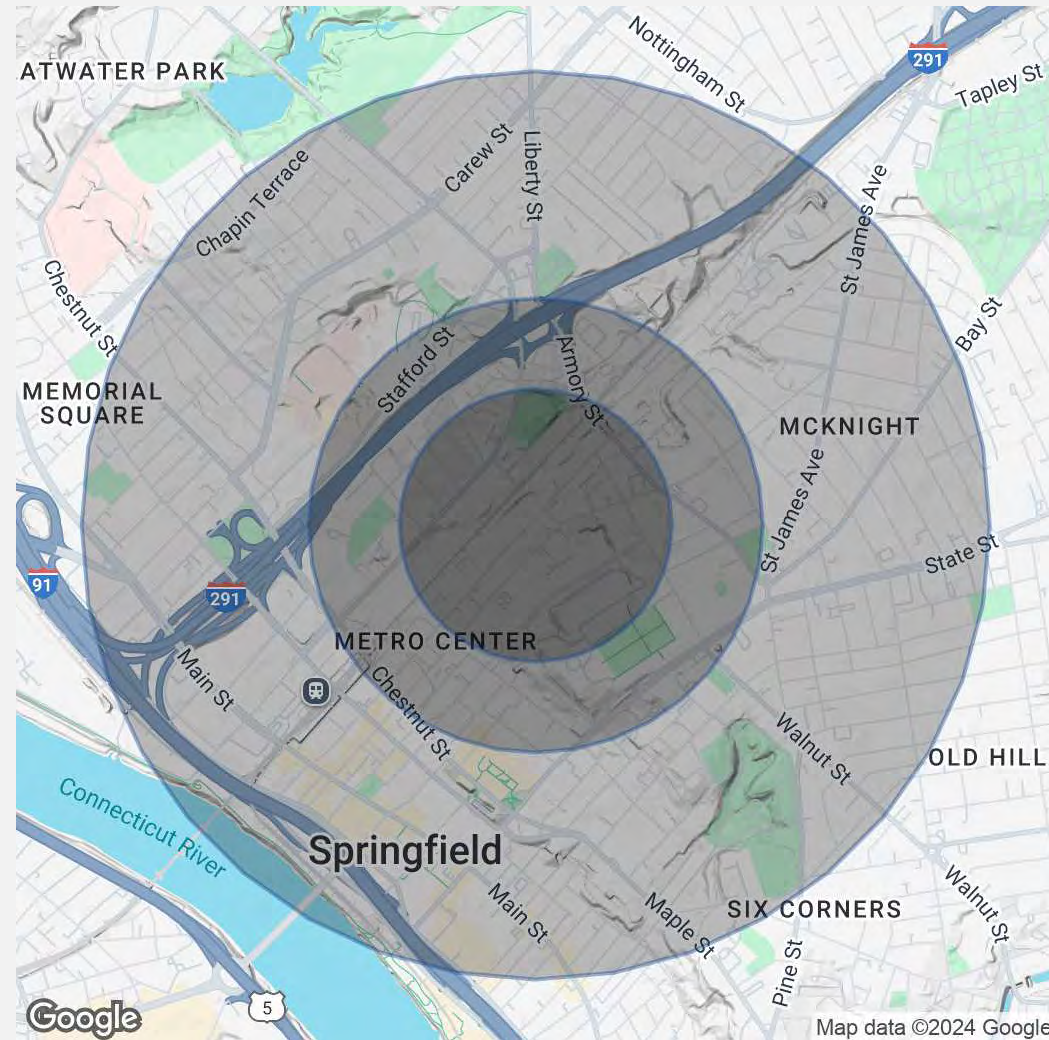 Nottingham St
291
ATWATER PARK
Tapley St
Carew St
Liberty St
Chapin Terrace
St James Ave
Chestnut St
Bay St
Stafford St
Armory St
MEMORIAL
SQUARE
MCKNIGHT
St James Ave
State St
91
291
METRO CENTER
Main St
Chestnut St
Walnut St
OLD HILL
Connecticut River
Springfield
Main St
Maple St
SIX CORNERS
Walnut St
Pine St
5
Google
Map data ©2024 Google